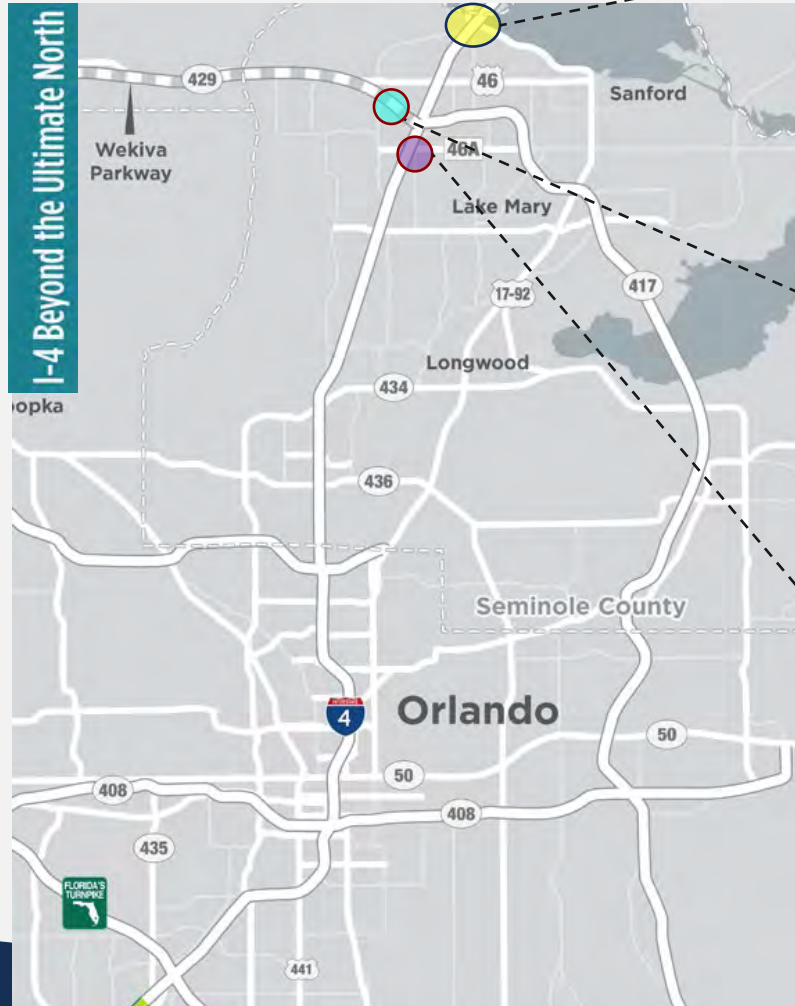 I-4 Beyond the Ultimate North
429
46
Sanford
Wekiva
Parkway
46A
Lake Mary
17-92
417
Longwood
434
opka
436
Seminole County
INTERSTATE
4
Orlando
50
50
408
408
435
FLORIDA'S
TURNPIKE
441